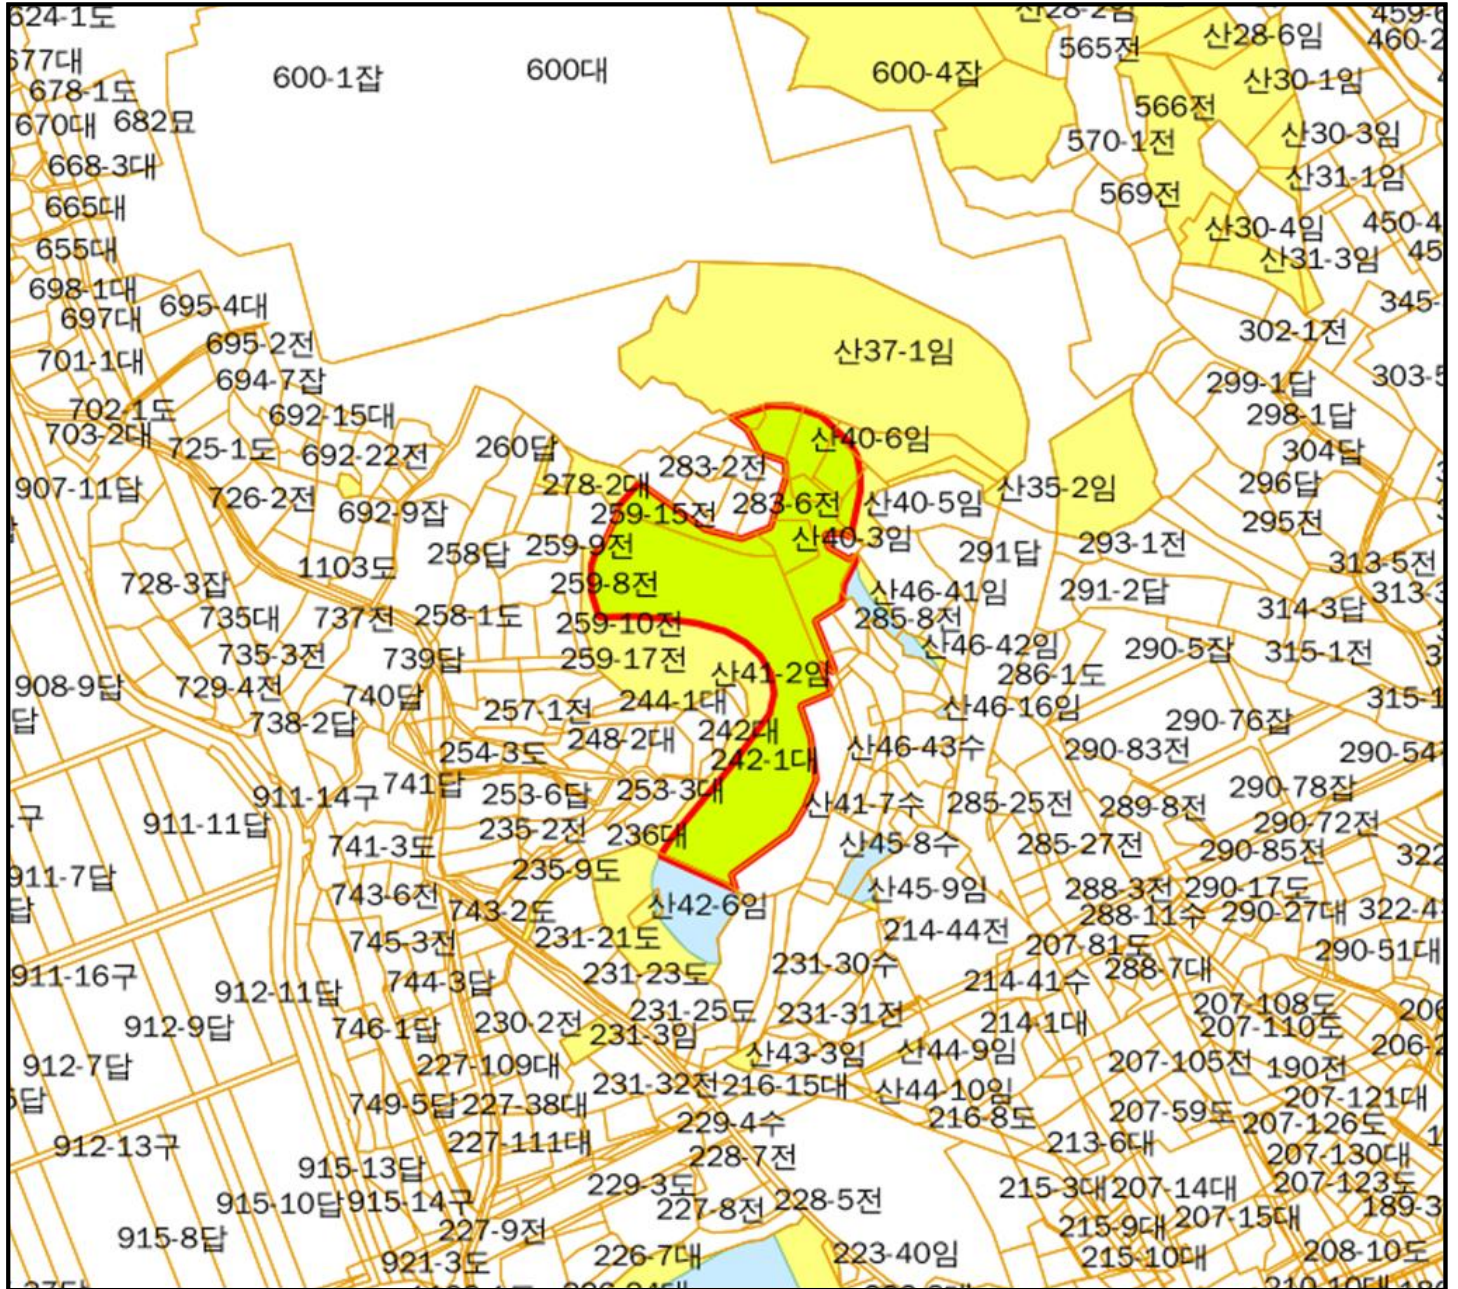 624-1도
산28-2임
677대
600-1잡
600대
600-4잡
565전
산28-6임
678-1도
산30-1임
670대
682묘
566전
668-3대
570-1전
산30-3임
665대
569전
산31-1임
655대
산30-4임
산31-3임
698-1대
695-4대
697대
302-1전
695-2전
701-1대
산37-1임
694-7잡
299-1답
702-1도
692-15대
298-1답
703-2대
725-1도
692-22전
260답
산40-6임
304답
283-2전
907-11답
726-2전
692-9잡
278-2대
259-15전
283-6전
산40-5임
산35-2임
296답
295전
산40-3임
1103도
258답
259-9전
291답
293-1전
313-5전
728-3잡
259-8전
산46-41임
291-2답
314-3답
735대
737전
258-1도
259-10전
285-8전
산46-42임
735-3전
739답
259-17전
산41-2임
286-1도
290-5잡
315-1전
908-9답
729-4전
740답
257-1전
244-1대
산46-16임
738-2답
254-3도
248-2대
242대
산46-43수
290-83전
290-76잡
242-1대
911-14구
741답
253-6답
253-3대
산41-7수
285-25전
289-8전
290-78잡
911-11답
741-3도
235-2전
236대
산45-8수
285-27전
290-72전
290-85전
911-7답
743-6전
235-9도
산42-6임
산45-9임
288-3전
290-17도
743-2도
288-11수
290-27대
745-3전
231-21도
214-44전
207-81도
290-51대
911-16구
912-11답
744-3답
231-23도
231-30수
214-41수
288-7대
912-9답
746-1답
230-2전
231-25도
231-3임
231-31전
214-1대
207-108도
207-110도
912-7답
227-109대
산43-3임
산44-9임
207-105전
190전
749-5답
227-38대
231-32전
216-15대
산44-10임
207-121대
229-4수
216-8도
207-59도
207-126도
912-13구
227-111대
228-7전
213-6대
207-130대
915-13답
229-3도
215-3대
207-14대
207-123도
915-10답
915-14구
227-8전
228-5전
227-9전
215-9대
207-15대
915-8답
921-3도
226-7대
223-40임
215-10대
208-10도